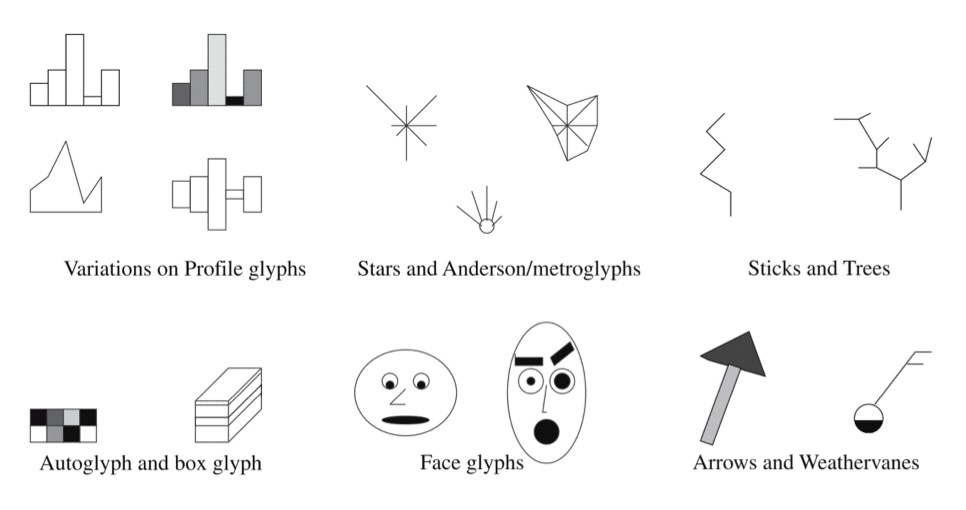 Variations on Profile glyphs
Stars and Anderson/metroglyphs
Sticks and Trees
Autoglyph and box glyph
Face glyphs
Arrows and Weathervanes